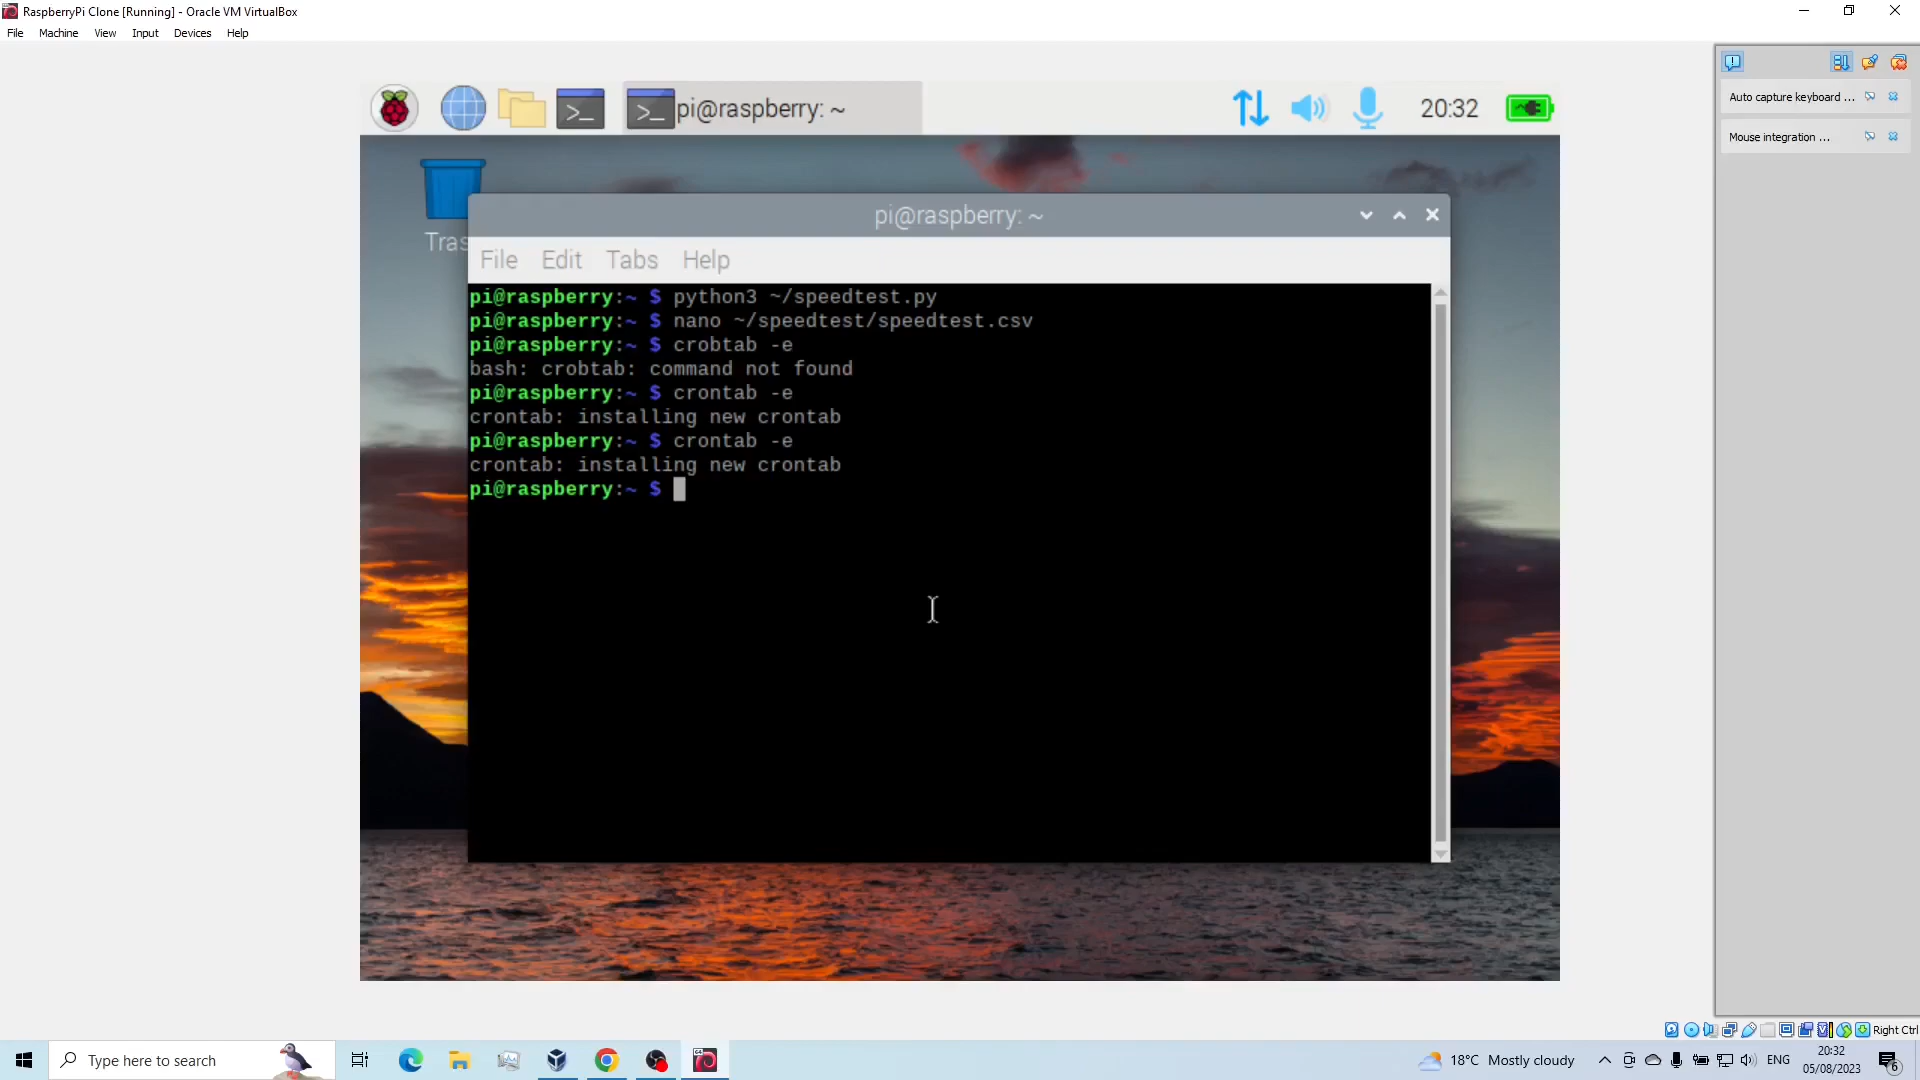 RaspberryPi Clone [Running] - Oracle VM VirtualBox
File Machine View Input Devices Help
Auto capture keyboard ...
Mouse integration ...
>_ >_ pi@raspberry: ~ 20:32
Tras
pi@raspberry: ~
File Edit Tabs Help
pi@raspberry:~ $ python3 ~/speedtest.py
pi@raspberry:~ $ nano ~/speedtest/speedtest.csv
pi@raspberry:~ $ crobtab -e
bash: crobtab: command not found
pi@raspberry:~ $ crontab -e
crontab: installing new crontab
pi@raspberry:~ $ crontab -e
crontab: installing new crontab
pi@raspberry:~ $
Right Ctrl
Type here to search
18°C Mostly cloudy
ENG
20:32
05/08/2023
6